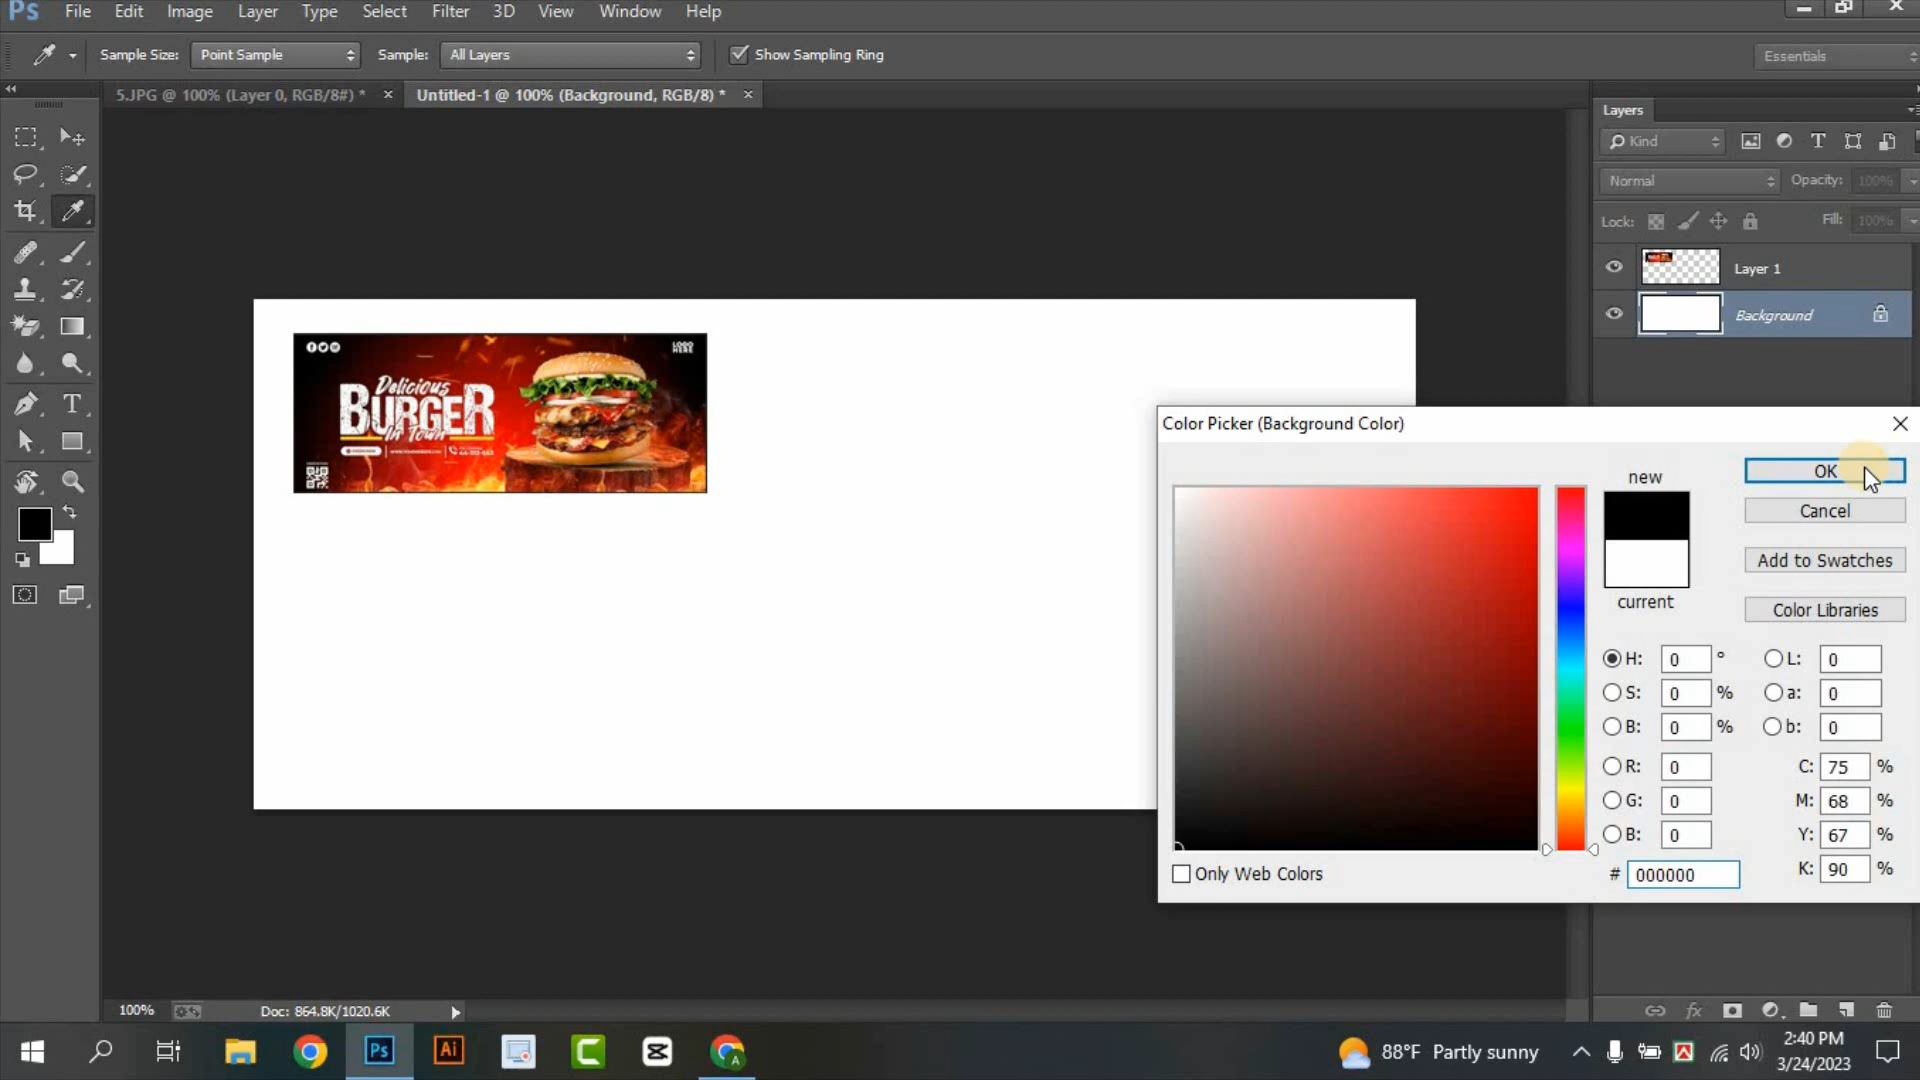 Ps File Edit Image Layer Type Select Filter 3D View Window Help
Sample Size: Point Sample Sample: All Layers Show Sampling Ring Essentials
5.JPG @ 100% (Layer 0, RGB/8#) * × Untitled-1 @ 100% (Background, RGB/8) * ×
Layers
Kind
Normal Opacity: 100%
Lock: Fill: 100%
Layer 1
Background
LOGO
HERE
Delicious
BURGER
In Town
Color Picker (Background Color)
new
current
OK
Cancel
Add to Swatches
Color Libraries
H: 0 ° L: 0
S: 0 % a: 0
B: 0 % b: 0
R: 0 C: 75 %
G: 0 M: 68 %
B: 0 Y: 67 %
# 000000 K: 90 %
Only Web Colors
100% Doc: 864.8K/1020.6K
Ps Ai C A
88°F Partly sunny
2:40 PM
3/24/2023